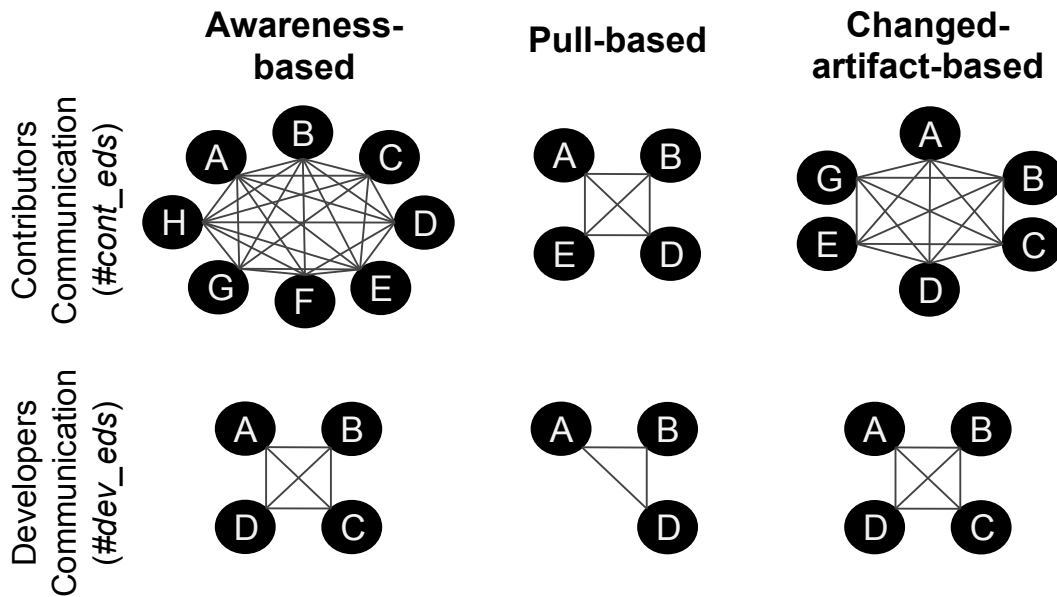 Awareness-
based
Pull-based
Changed-
artifact-based
Contributors
Communication
(#cont_eds)
B
A
C
H
D
G
F
E
A
B
E
D
A
G
B
E
C
D
Developers
Communication
(#dev_eds)
A
B
D
C
A
B
D
A
B
D
C